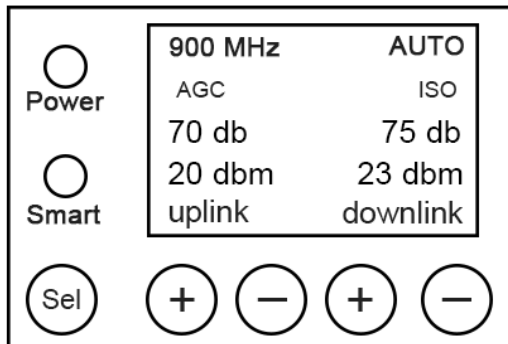 Power
Smart
900 MHz AUTO
AGC ISO
70 db 75 db
20 dbm 23 dbm
uplink downlink
Sel + − + −